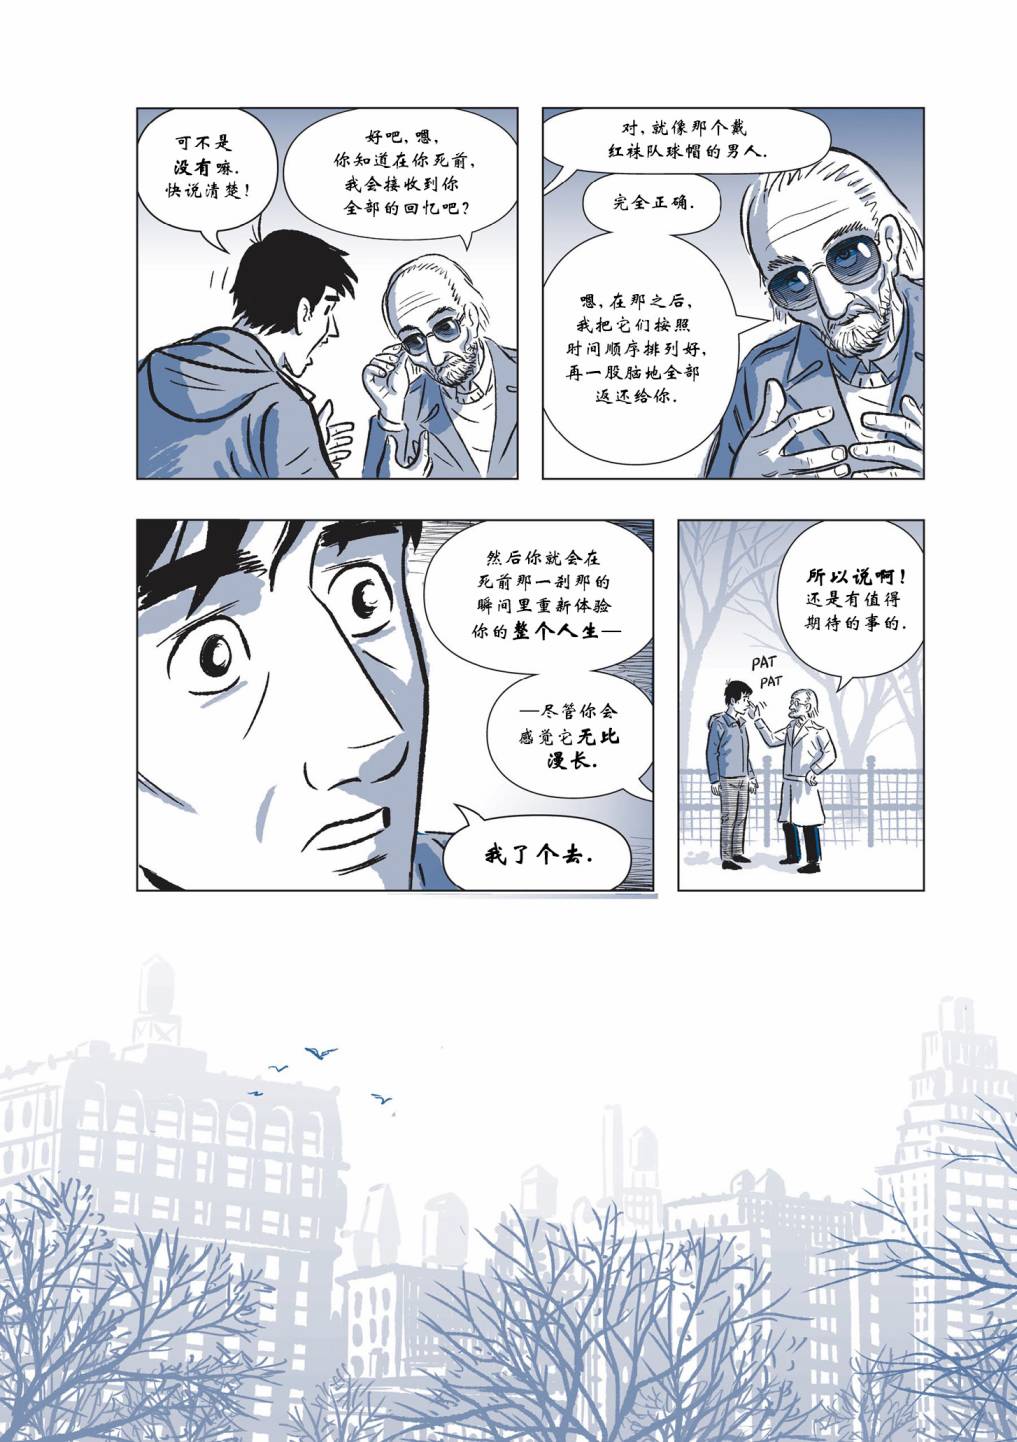 可不是
没有嘛.
快说清楚!
好吧, 嗯,
你知道在你死前,
我会接收到你
全部的回忆吧?
对, 就像那个戴
红袜队球帽的男人.
完全正确.
嗯, 在那之后,
我把它们按照
时间顺序排列好,
再一股脑地全部
返还给你.
然后你就会在
死前那一刹那的
瞬间里重新体验
你的整个人生—
—尽管你会
感觉它无比
漫长.
我了个去.
所以说啊!
还是有值得
期待的事的.
PAT
PAT